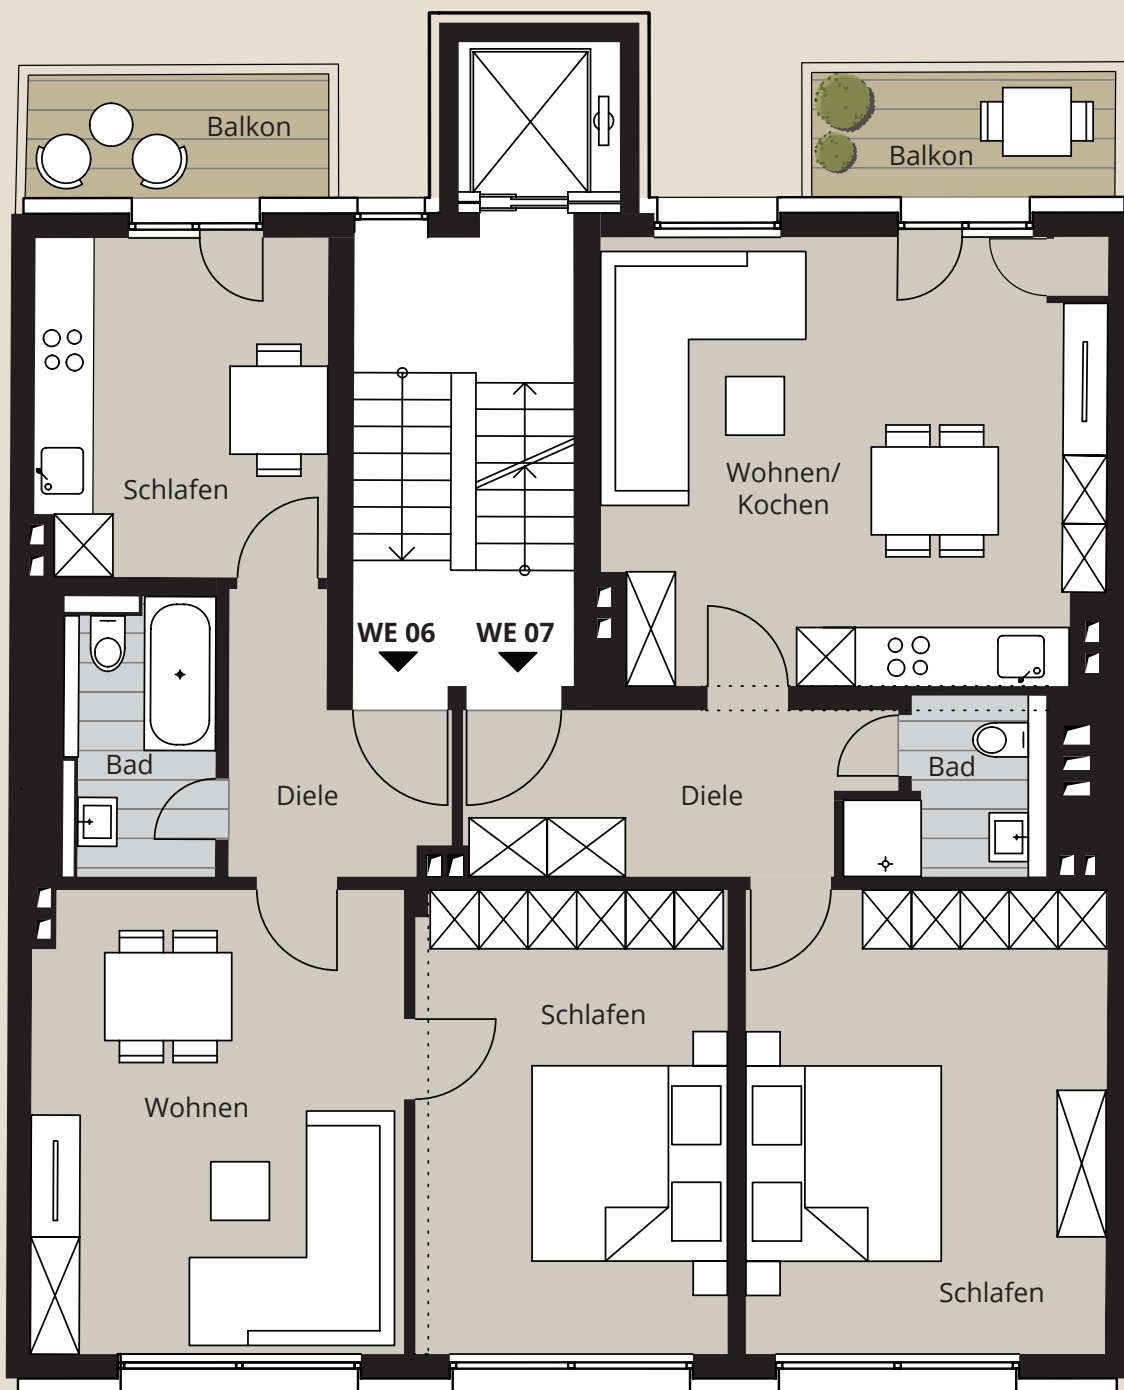 Balkon
Balkon
Wohnen/
Kochen
Schlafen
WE 06
WE 07
Bad
Diele
Diele
Bad
Schlafen
Wohnen
Schlafen